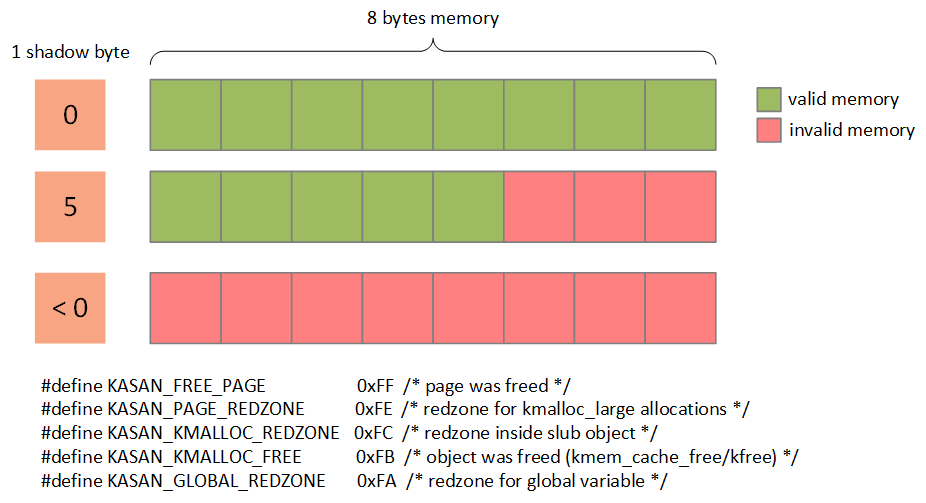 8 bytes memory
1 shadow byte
0
valid memory
invalid memory
5
< 0
#define KASAN_FREE_PAGE 0xFF /* page was freed */
#define KASAN_PAGE_REDZONE 0xFE /* redzone for kmalloc_large allocations */
#define KASAN_KMALLOC_REDZONE 0xFC /* redzone inside slub object */
#define KASAN_KMALLOC_FREE 0xFB /* object was freed (kmem_cache_free/kfree) */
#define KASAN_GLOBAL_REDZONE 0xFA /* redzone for global variable */